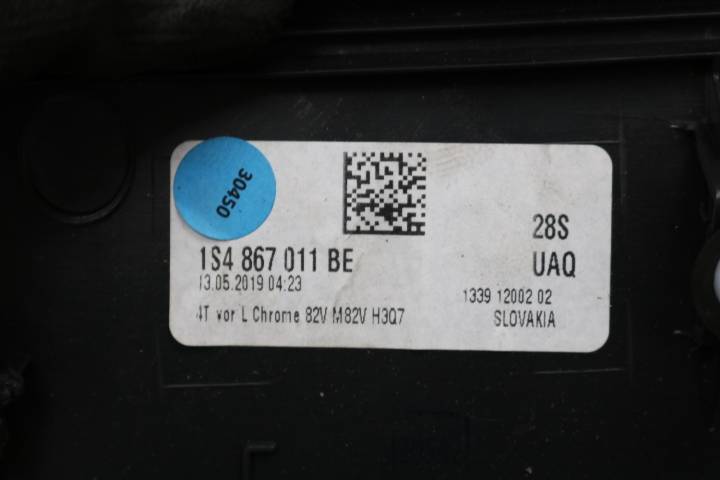 30450
28S
1S4 867 011 BE
UAQ
13.05.2019 04:23
1339 12002 02
4T vor L Chrome 82V M82V H3Q7
SLOVAKIA